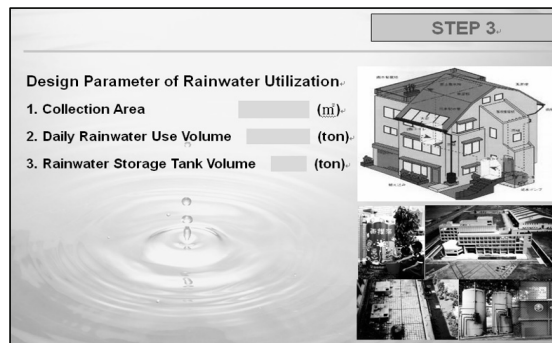 STEP 3
Design Parameter of Rainwater Utilization
1. Collection Area (㎡)
2. Daily Rainwater Use Volume (ton)
3. Rainwater Storage Tank Volume (ton)